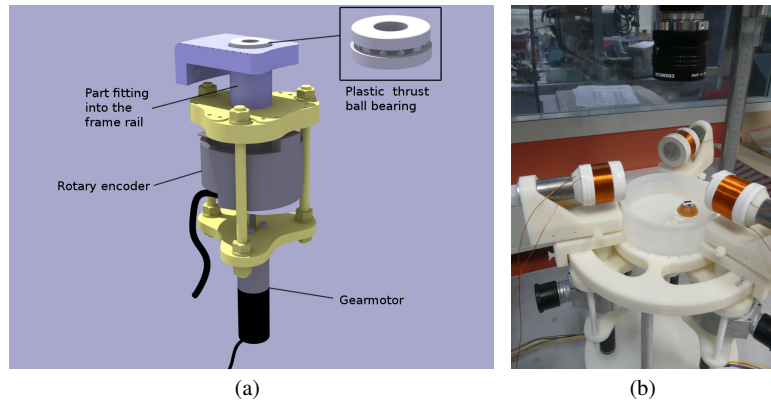 Plastic thrust
ball bearing
Part fitting
into the
frame rail
Rotary encoder
Gearmotor
(a)
(b)